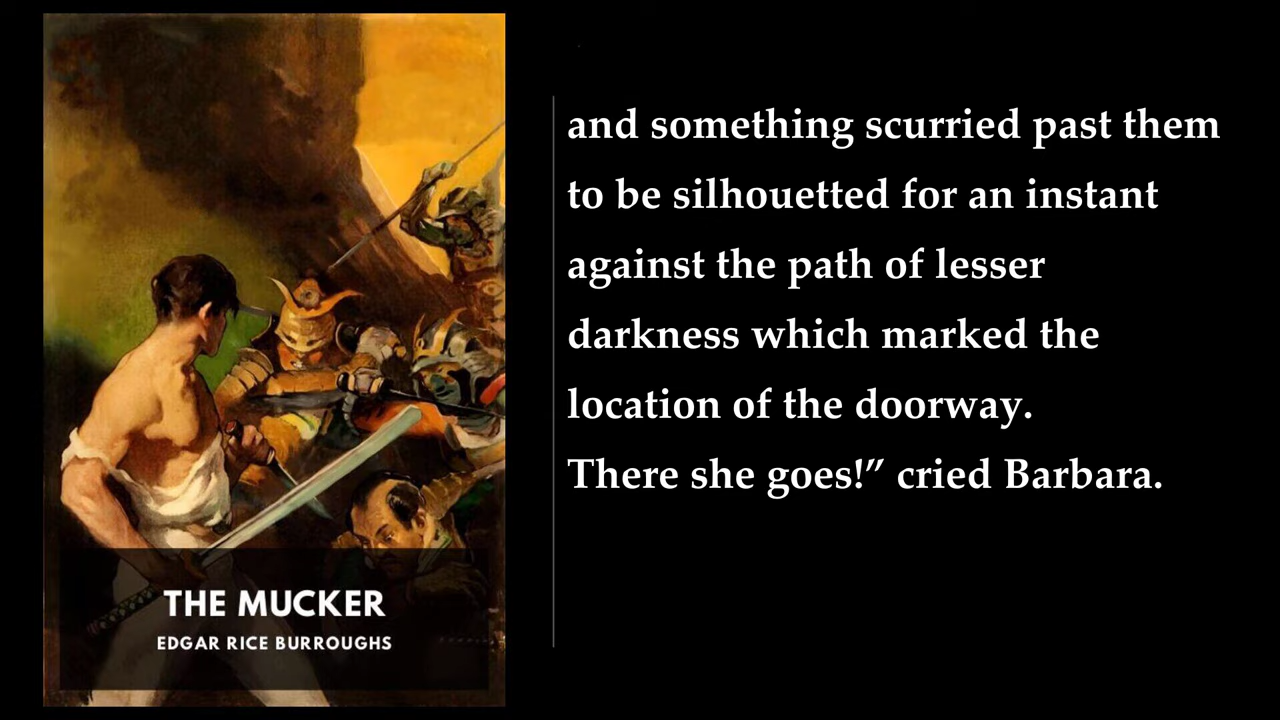 THE MUCKER
EDGAR RICE BURROUGHS
and something scurried past them
to be silhouetted for an instant
against the path of lesser
darkness which marked the
location of the doorway.
There she goes!” cried Barbara.